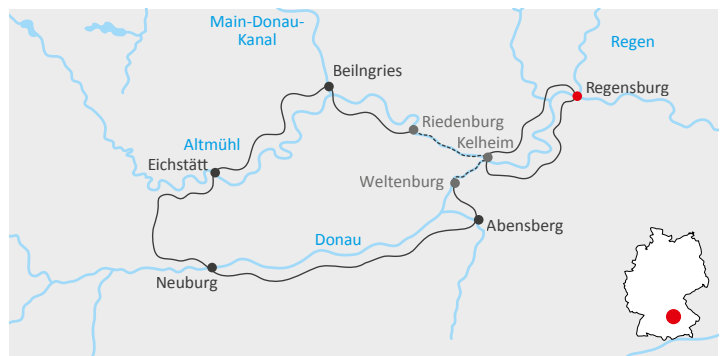 Main-Donau-
Kanal
Regen
Beilngries
Regensburg
Riedenburg
Altmühl
Kelheim
Eichstätt
Weltenburg
Abensberg
Donau
Neuburg